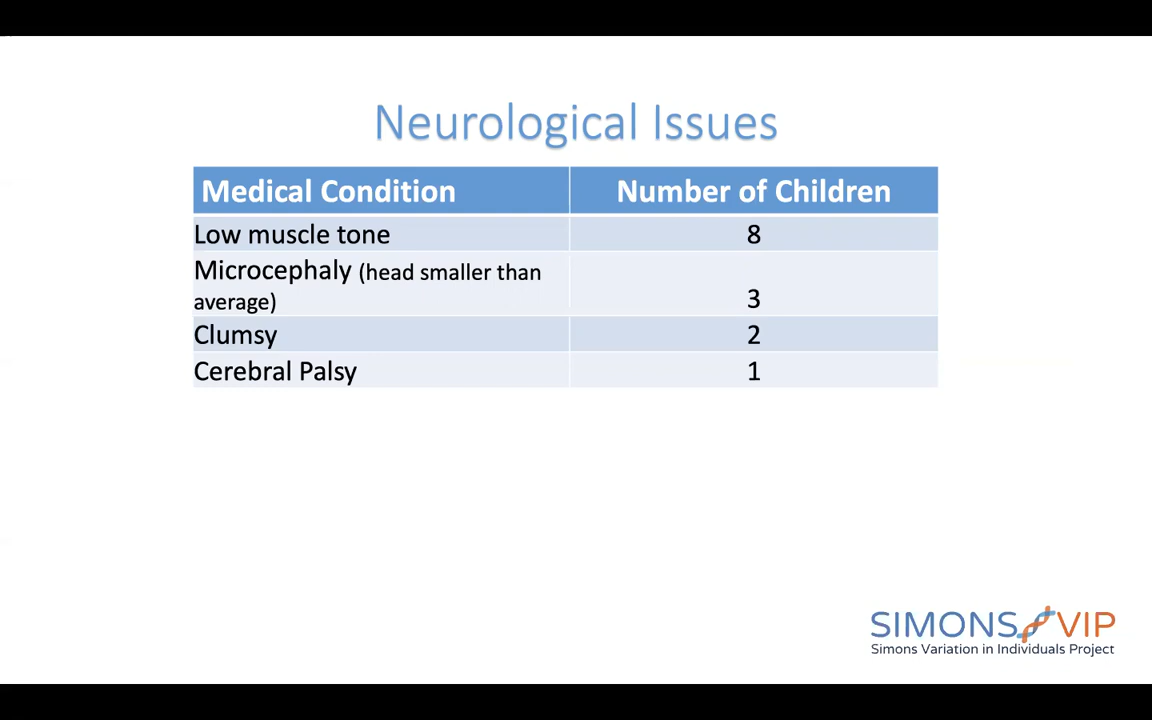 Neurological Issues
Medical Condition Number of Children
Low muscle tone 8
Microcephaly (head smaller than
average) 3
Clumsy 2
Cerebral Palsy 1
SIMONS VIP
Simons Variation in Individuals Project